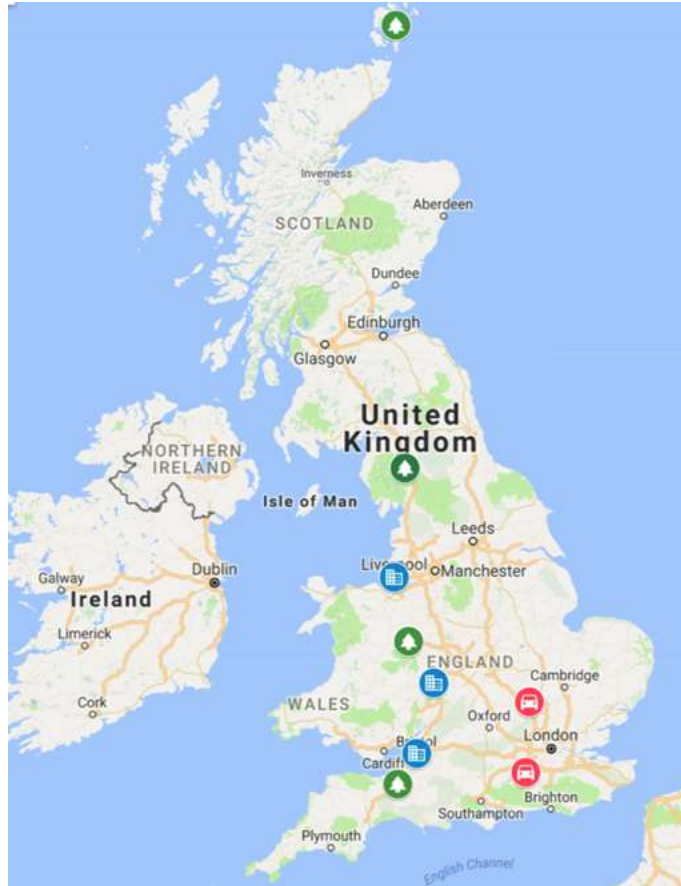 Inverness
SCOTLAND
Aberdeen
Dundee
Edinburgh
Glasgow
United
Kingdom
NORTHERN
IRELAND
Isle of Man
Leeds
Dublin
Galway
Manchester
Ireland
Limerick
ENGLAND
Cambridge
Cork
WALES
Oxford
London
Cardiff
Brighton
Southampton
Plymouth
English Channel